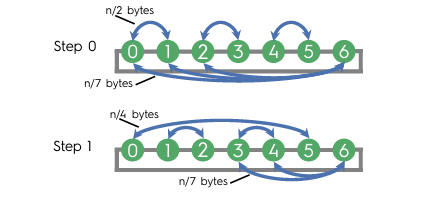 n/2 bytes
Step 0
0 1 2 3 4 5 6
n/7 bytes
n/4 bytes
Step 1
0 1 2 3 4 5 6
n/7 bytes